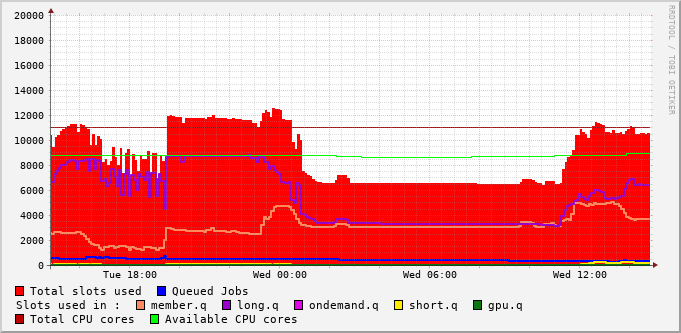 20000
18000
16000
14000
12000
10000
8000
6000
4000
2000
0
Tue 18:00 Wed 00:00 Wed 06:00 Wed 12:00
Total slots used Queued Jobs
Slots used in : member.q long.q ondemand.q short.q gpu.q
Total CPU cores Available CPU cores
RRDTOOL / TOBI OETIKER